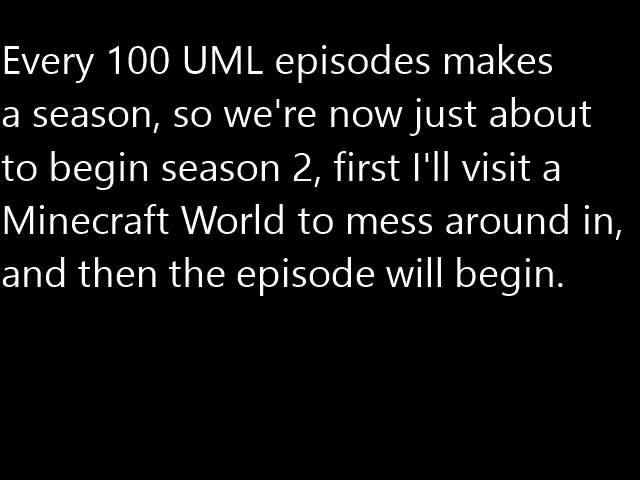 Every 100 UML episodes makes
a season, so we're now just about
to begin season 2, first I'll visit a
Minecraft World to mess around in,
and then the episode will begin.